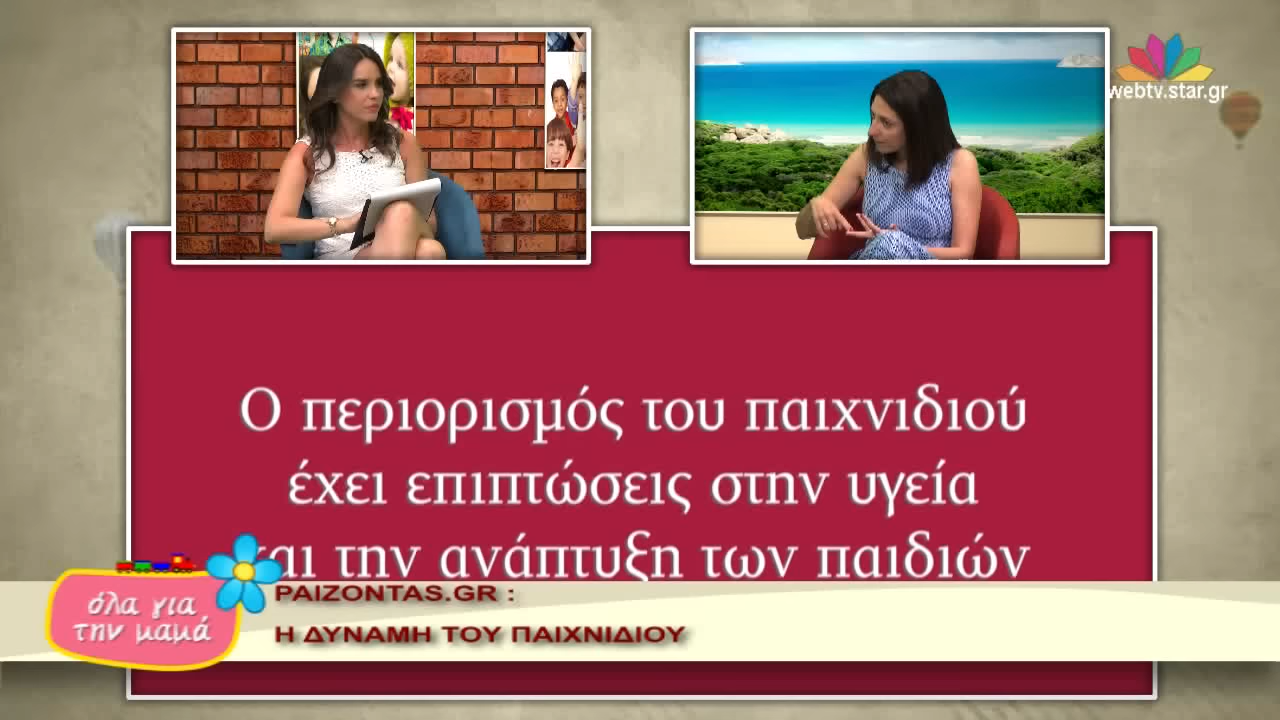 webtv.star.gr
Ο περιορισμός του παιχνιδιού
έχει επιπτώσεις στην υγεία
και την ανάπτυξη των παιδιών
όλα για
την μαμά
PAIZONTAS.GR :
Η ΔΥΝΑΜΗ ΤΟΥ ΠΑΙΧΝΙΔΙΟΥ